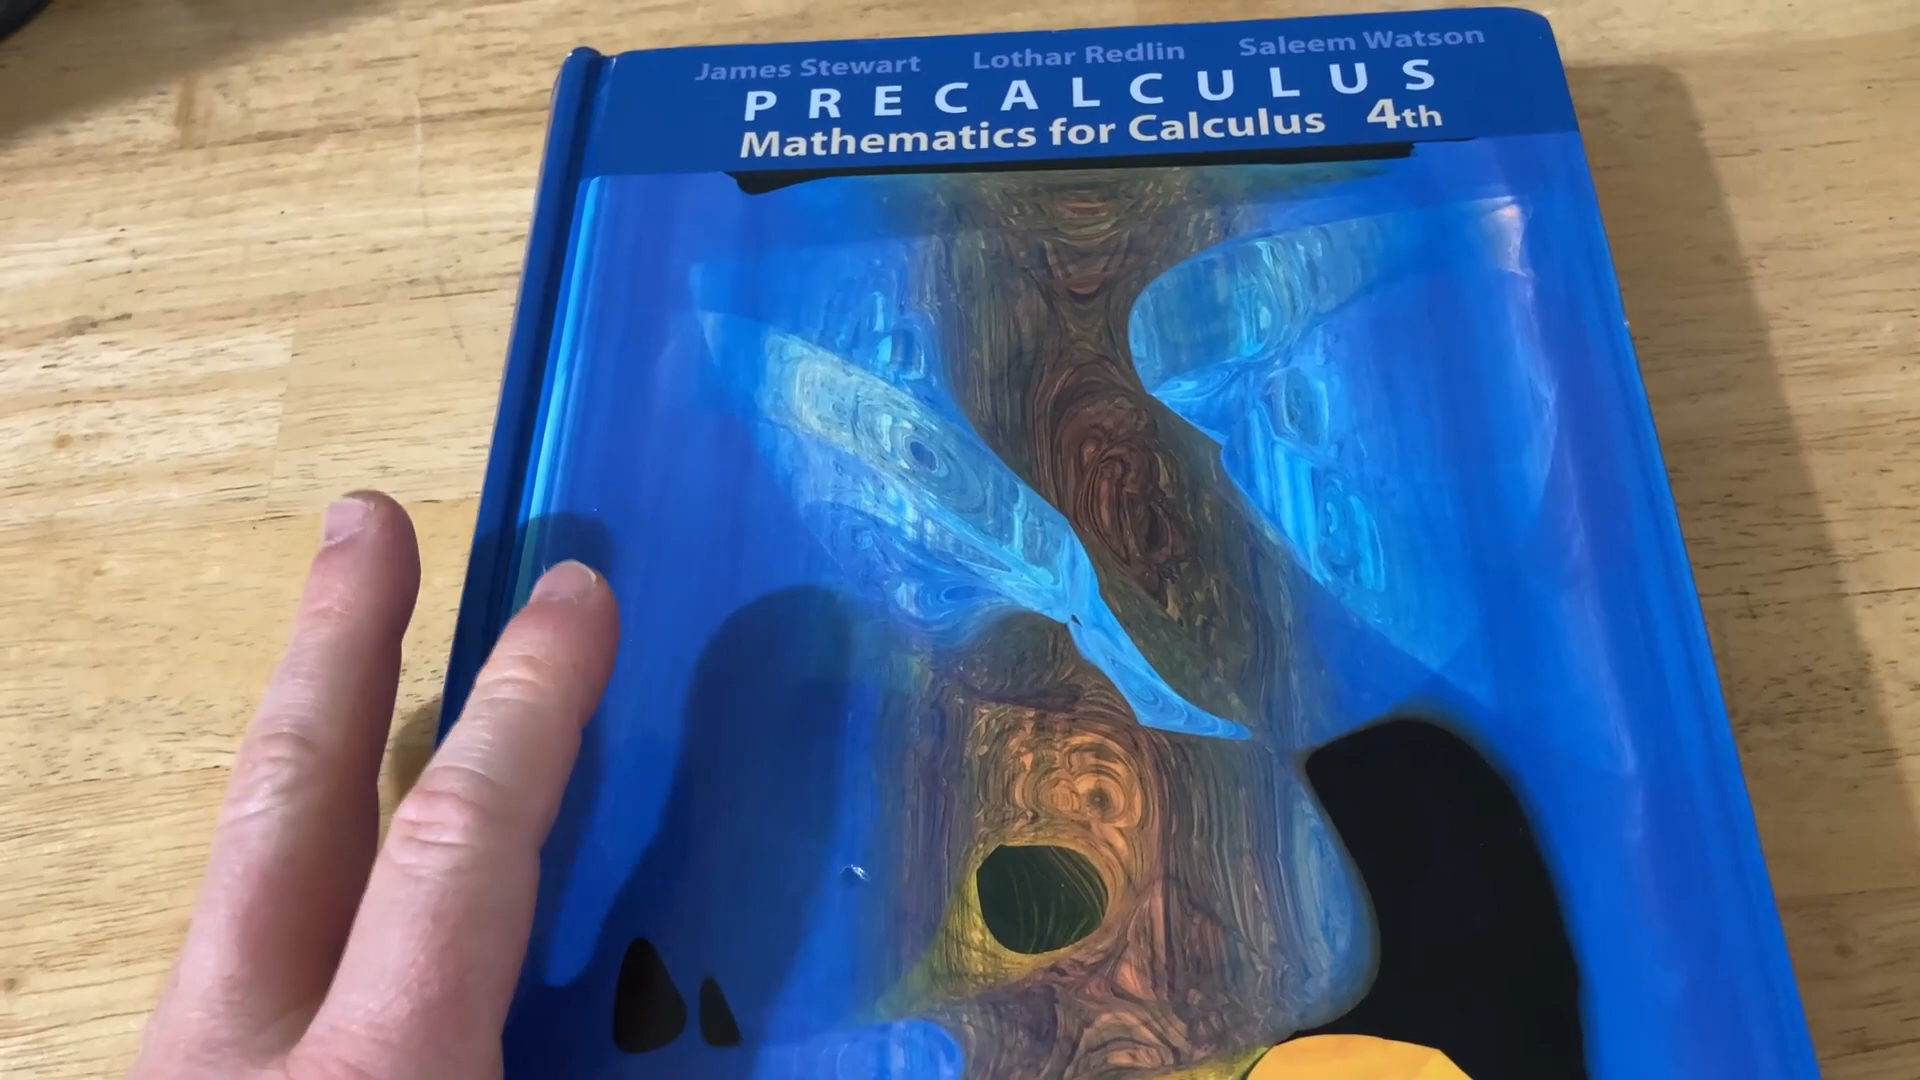 James Stewart Lothar Redlin Saleem Watson
PRECALCULUS
Mathematics for Calculus 4th